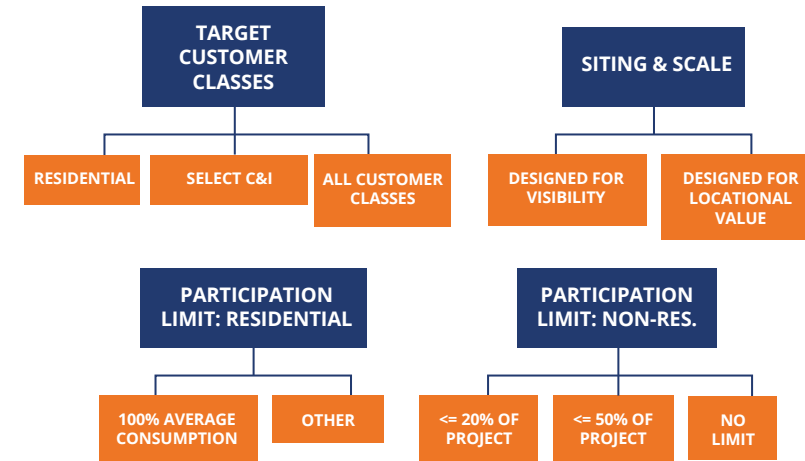 TARGET
CUSTOMER
CLASSES
RESIDENTIAL
SELECT C&I
ALL CUSTOMER
CLASSES
SITING & SCALE
DESIGNED FOR
VISIBILITY
DESIGNED FOR
LOCATIONAL
VALUE
PARTICIPATION
LIMIT: RESIDENTIAL
100% AVERAGE
CONSUMPTION
OTHER
PARTICIPATION
LIMIT: NON-RES.
<= 20% OF
PROJECT
<= 50% OF
PROJECT
NO
LIMIT